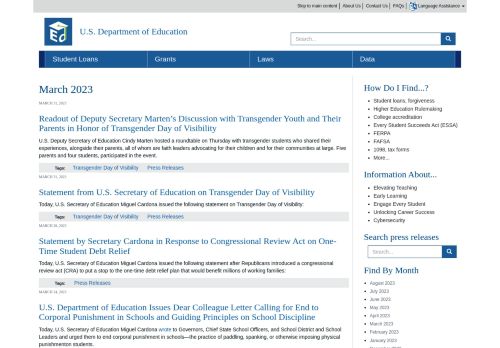 Skip to main content | About Us | Contact Us | FAQs | Language Assistance
U.S. Department of Education
Search...
Student Loans Grants Laws Data
March 2023
MARCH 31, 2023
Readout of Deputy Secretary Marten's Discussion with Transgender Youth and Their
Parents in Honor of Transgender Day of Visibility
U.S. Deputy Secretary of Education Cindy Marten hosted a roundtable on Thursday with transgender students who shared their
experiences, alongside their parents, all of whom are faith leaders advocating for their children and for their communities at large. Five
parents and four students, participated in the event.
Tags: Transgender Day of Visibility Press Releases
MARCH 31, 2023
Statement from U.S. Secretary of Education on Transgender Day of Visibility
Today, U.S. Secretary of Education Miguel Cardona issued the following statement on Transgender Day of Visibility:
Tags: Transgender Day of Visibility Press Releases
Statement by Secretary Cardona in Response to Congressional Review Act on One-
Time Student Debt Relief
Today, U.S. Secretary of Education Miguel Cardona issued the following statement after Republicans introduced a congressional
review act (CRA) to put a stop to the one-time debt relief plan that would benefit millions of working families:
Tags: Press Releases
MARCH 24, 2023
U.S. Department of Education Issues Dear Colleague Letter Calling for End to
Corporal Punishment in Schools and Guiding Principles on School Discipline
Today, U.S. Secretary of Education Miguel Cardona wrote to Governors, Chief State School Officers, and School District and School
Leaders and urged them to end corporal punishment in schools—the practice of paddling, spanking, or otherwise imposing physical
punishmenton students.
How Do I Find...?
Student loans, forgiveness
Higher Education Rulemaking
College accreditation
Every Student Succeeds Act (ESSA)
FERPA
FAFSA
1098, tax forms
More...
Information About...
Elevating Teaching
Early Learning
Engage Every Student
Unlocking Career Success
Cybersecurity
Search press releases
Search...
Find By Month
August 2023
July 2023
June 2023
May 2023
April 2023
March 2023
February 2023
January 2023